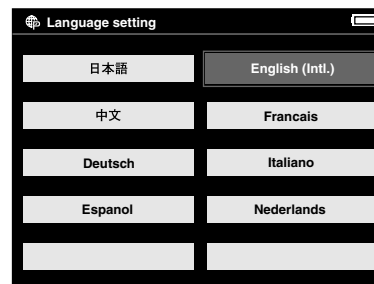 Language setting
日本語
English (Intl.)
中文
Francais
Deutsch
Italiano
Espanol
Nederlands